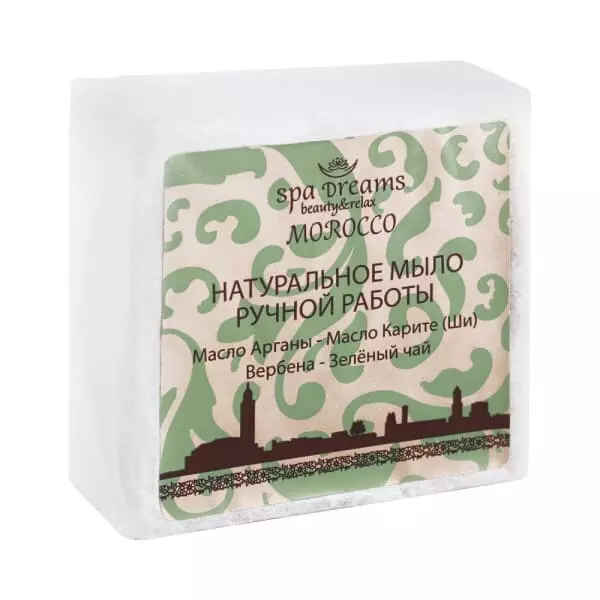 spa Dreams
beauty&relax
MOROCCO
НАТУРАЛЬНОЕ МЫЛО
РУЧНОЙ РАБОТЫ
Масло Арганы - Масло Карите (Ши)
Вербена - Зелёный чай